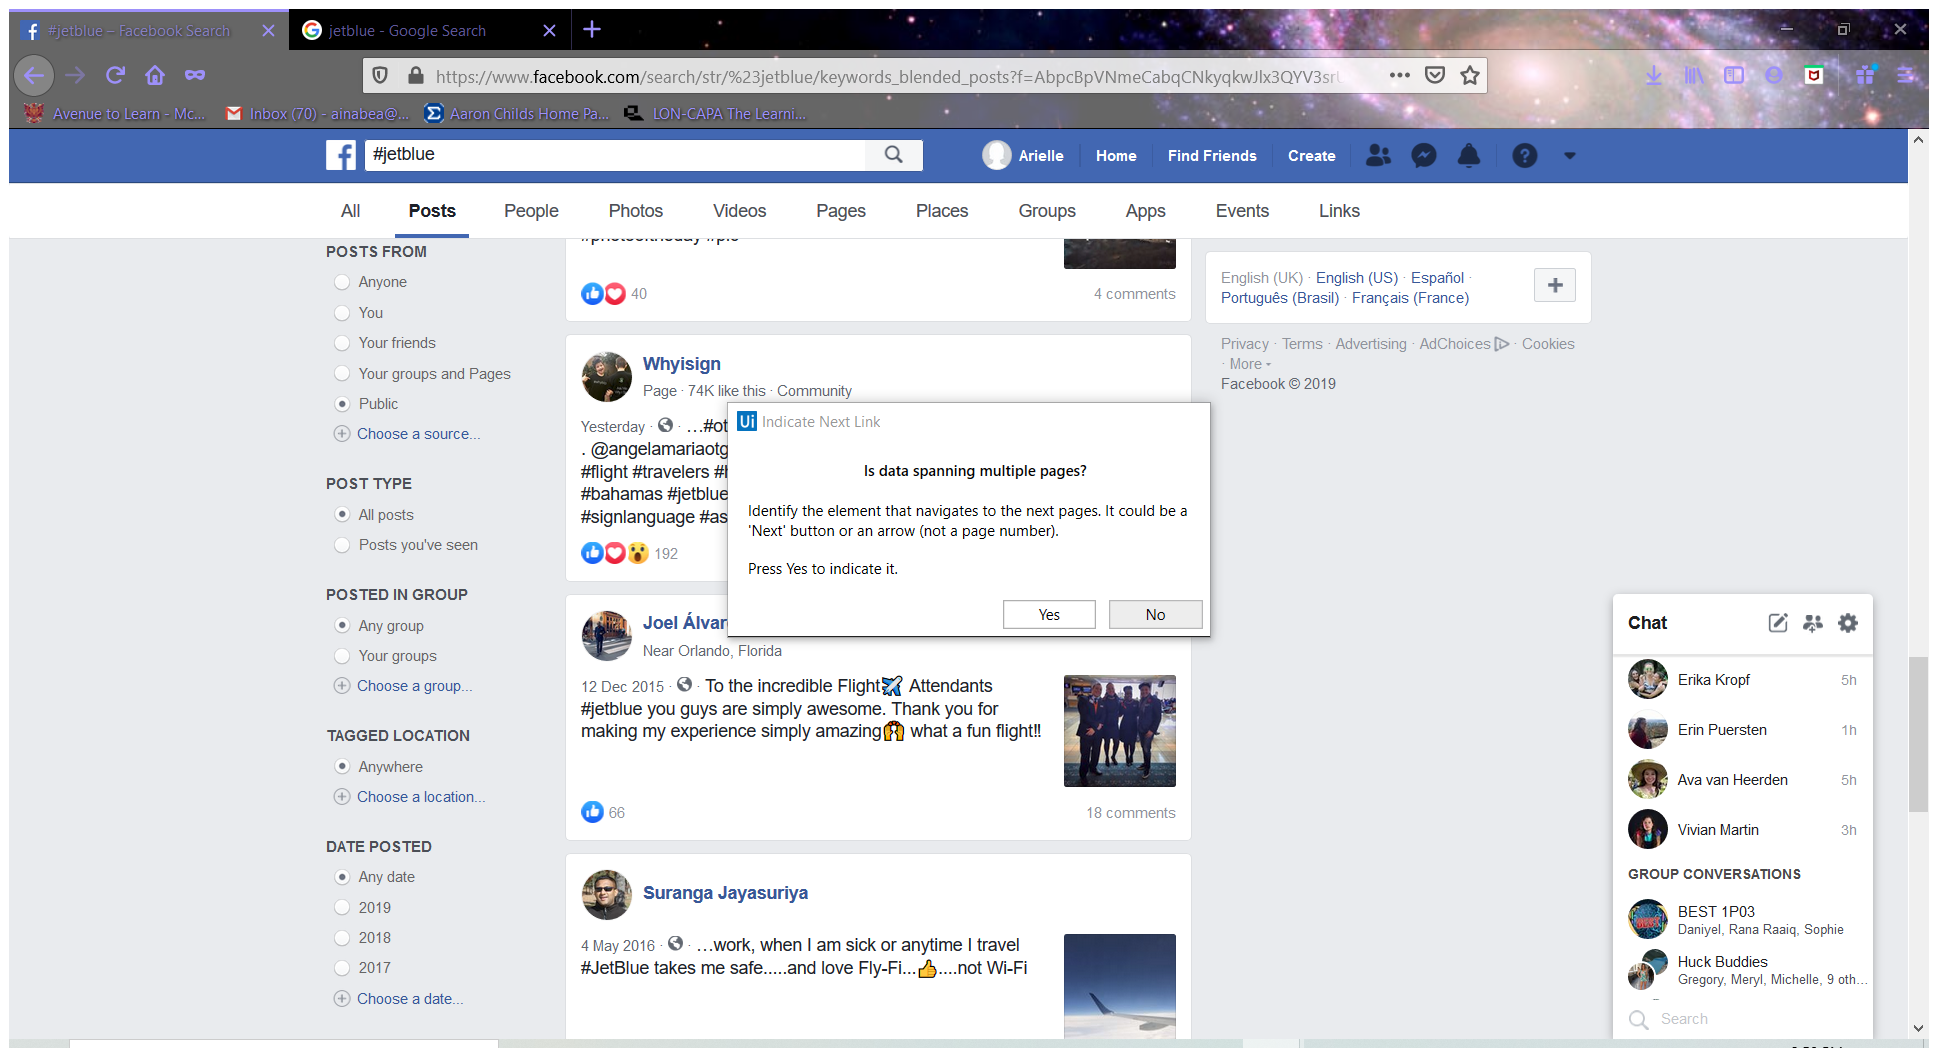 #jetblue – Facebook Search
jetblue - Google Search
https://www.facebook.com/search/str/%23jetblue/keywords_blended_posts?f=AbpcBpVNmeCabqCNkyqkwJlx3QYV3sr
Avenue to Learn - Mc...
Inbox (70) - ainabea@...
Aaron Childs Home Pa...
LON-CAPA The Learni...
#jetblue
Arielle
Home
Find Friends
Create
All
Posts
People
Photos
Videos
Pages
Places
Groups
Apps
Events
Links
POSTS FROM
Anyone
You
Your friends
Your groups and Pages
Public
Choose a source...
POST TYPE
All posts
Posts you've seen
POSTED IN GROUP
Any group
Your groups
Choose a group...
TAGGED LOCATION
Anywhere
Choose a location...
DATE POSTED
Any date
2019
2018
2017
Choose a date...
#photooftheday #pic
40
4 comments
Whyisign
Page · 74K like this · Community
Yesterday · · …#ot
. @angelamariaotg
#flight #travelers #h
#bahamas #jetblue
#signlanguage #as
192
Ui Indicate Next Link
Is data spanning multiple pages?
Identify the element that navigates to the next pages. It could be a
'Next' button or an arrow (not a page number).
Press Yes to indicate it.
Yes
No
Joel Álvar
Near Orlando, Florida
12 Dec 2015 · · To the incredible Flight✈ Attendants
#jetblue you guys are simply awesome. Thank you for
making my experience simply amazing🙌 what a fun flight!!
66
18 comments
Suranga Jayasuriya
4 May 2016 · · …work, when I am sick or anytime I travel
#JetBlue takes me safe.....and love Fly-Fi...👍....not Wi-Fi
English (UK) · English (US) · Español ·
Português (Brasil) · Français (France)
Privacy · Terms · Advertising · AdChoices · Cookies
· More
Facebook © 2019
Chat
Erika Kropf 5h
Erin Puersten 1h
Ava van Heerden 5h
Vivian Martin 3h
GROUP CONVERSATIONS
BEST 1P03
Daniyel, Rana Raaiq, Sophie
Huck Buddies
Gregory, Meryl, Michelle, 9 oth...
Search